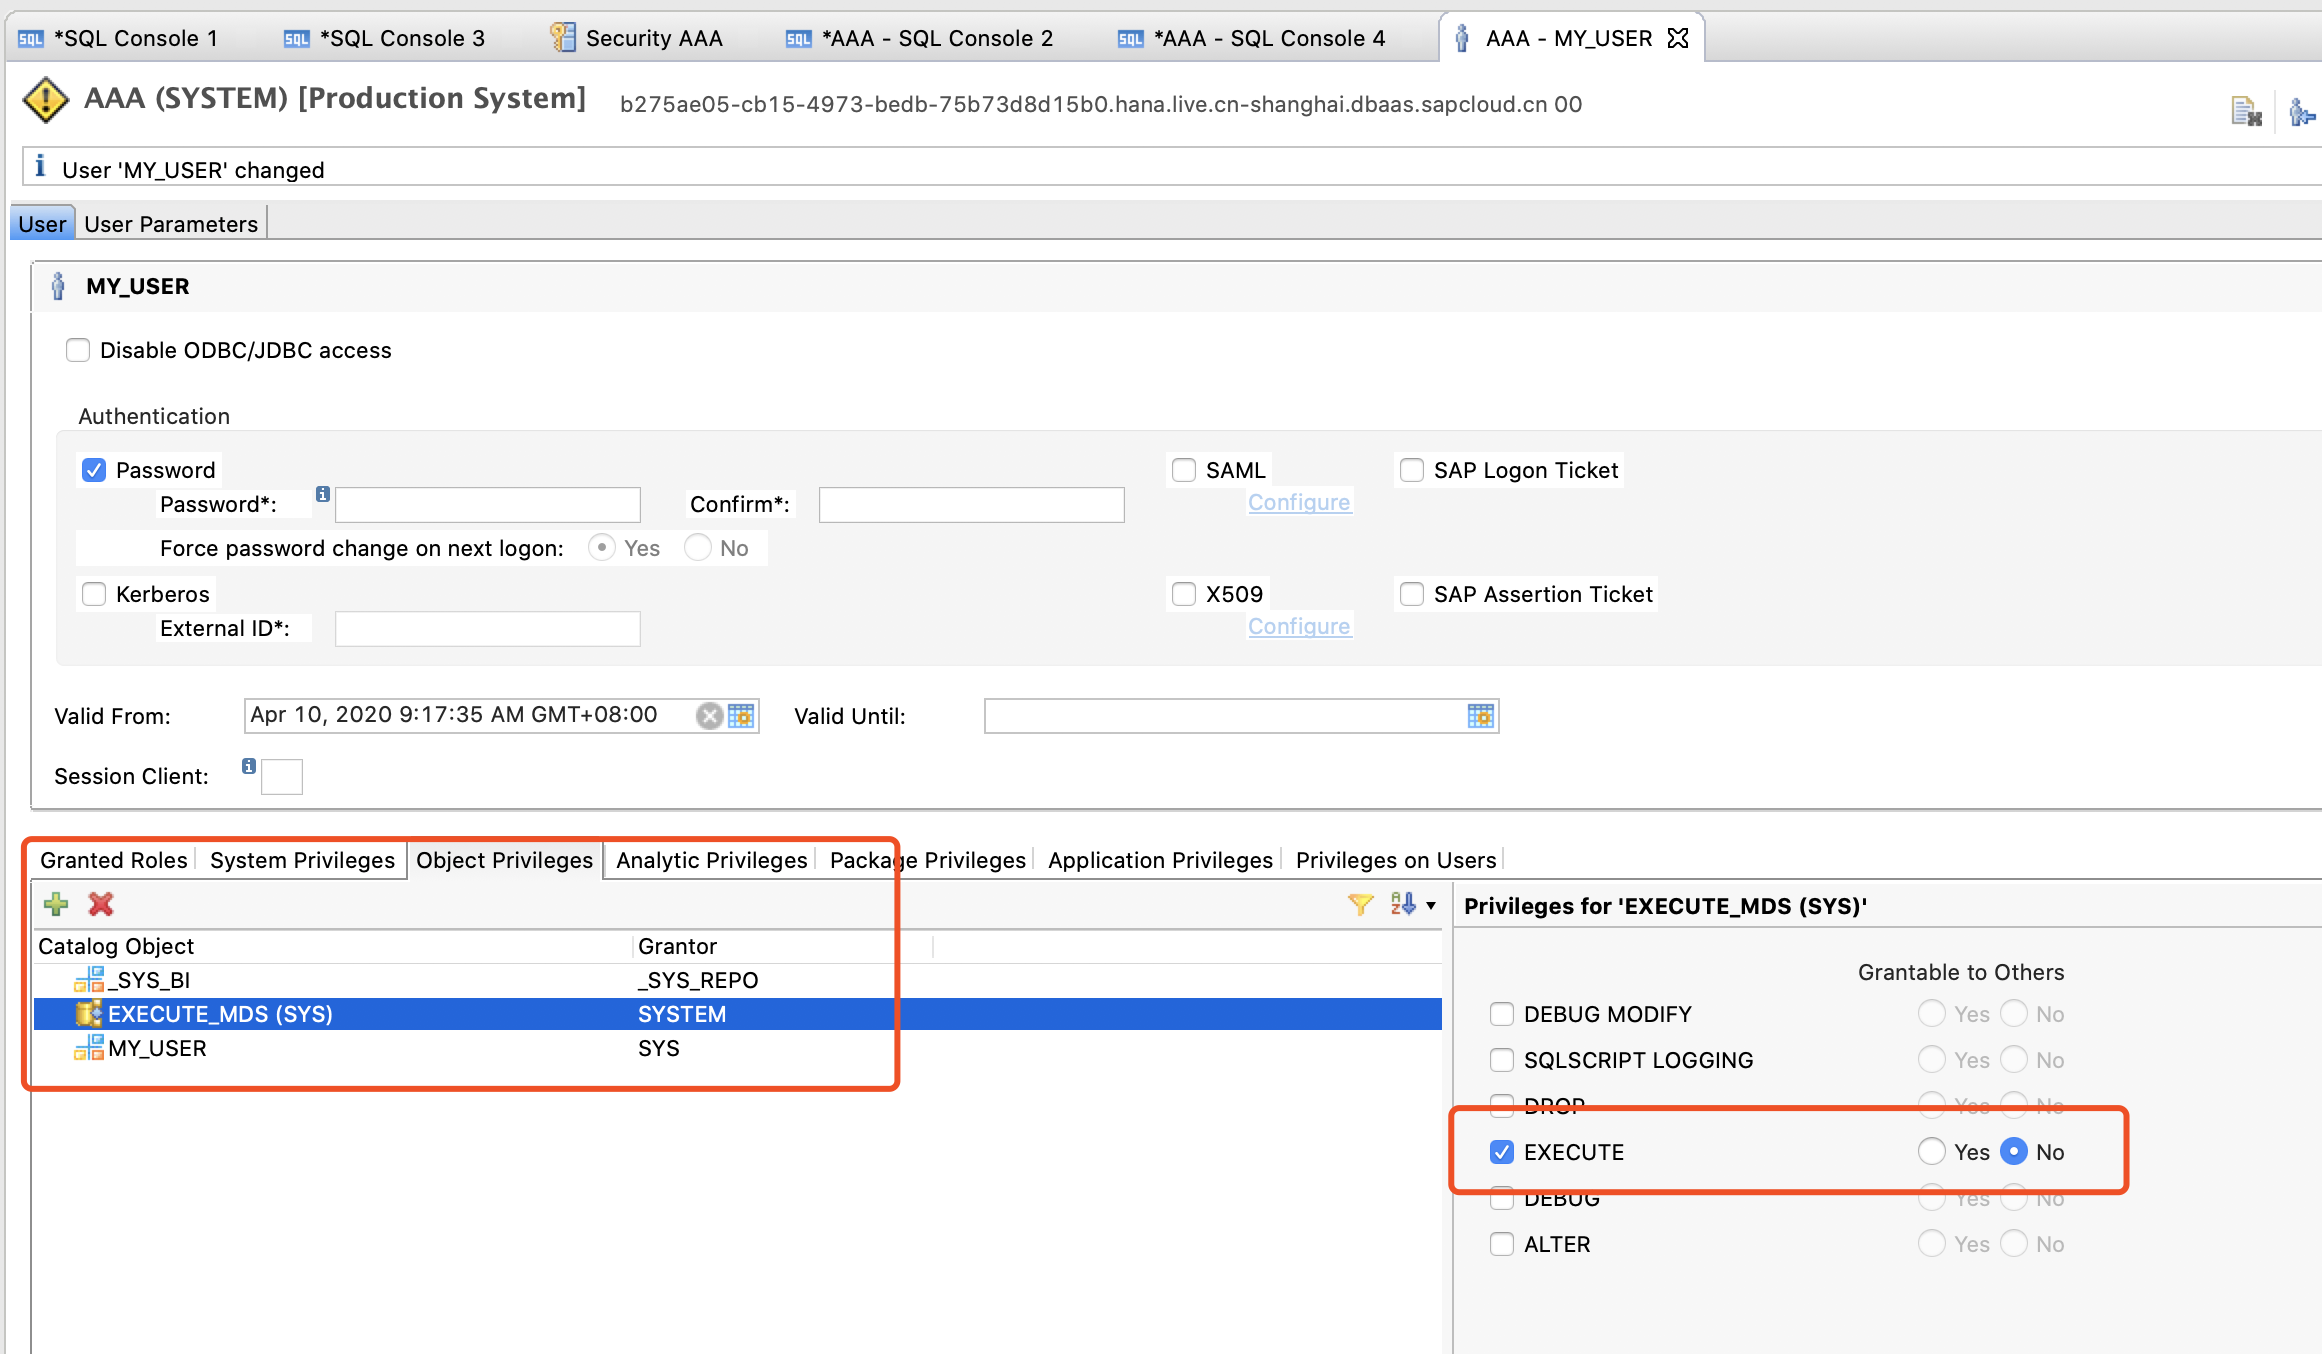 SQL *SQL Console 1 SQL *SQL Console 3 Security AAA SQL *AAA - SQL Console 2 SQL *AAA - SQL Console 4 AAA - MY_USER
AAA (SYSTEM) [Production System] b275ae05-cb15-4973-bedb-75b73d8d15b0.hana.live.cn-shanghai.dbaas.sapcloud.cn 00
i User 'MY_USER' changed
User User Parameters
MY_USER
Disable ODBC/JDBC access
Authentication
Password SAML SAP Logon Ticket
Password*: Confirm*: Configure
Force password change on next logon: Yes No
Kerberos X509 SAP Assertion Ticket
External ID*: Configure
Valid From: Apr 10, 2020 9:17:35 AM GMT+08:00 Valid Until:
Session Client:
Granted Roles System Privileges Object Privileges Analytic Privileges Package Privileges Application Privileges Privileges on Users
Privileges for 'EXECUTE_MDS (SYS)'
Catalog Object Grantor
_SYS_BI _SYS_REPO
EXECUTE_MDS (SYS) SYSTEM
MY_USER SYS
Grantable to Others
DEBUG MODIFY Yes No
SQLSCRIPT LOGGING Yes No
DROP Yes No
EXECUTE Yes No
DEBUG Yes No
ALTER Yes No